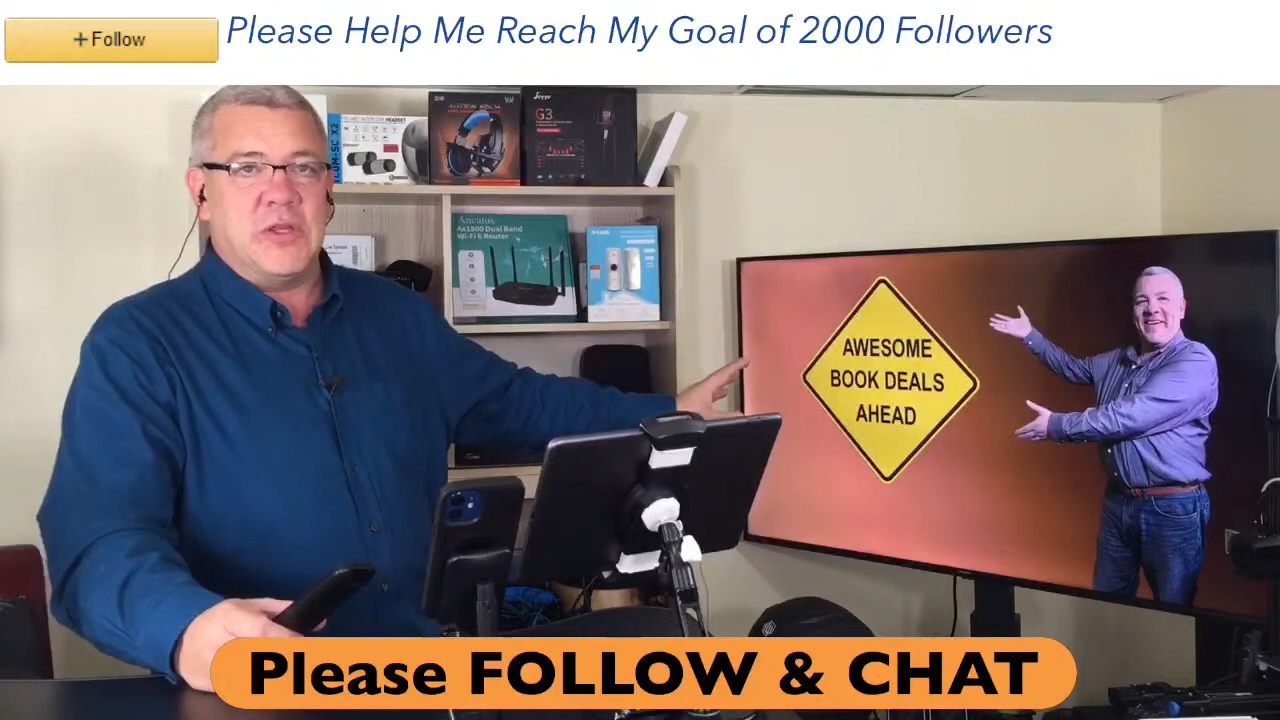 +Follow
Please Help Me Reach My Goal of 2000 Followers
HEADSET
G3
Ancatus
Ax1800 Dual Band
Wi-Fi 6 Router
AWESOME
BOOK DEALS
AHEAD
Please FOLLOW & CHAT